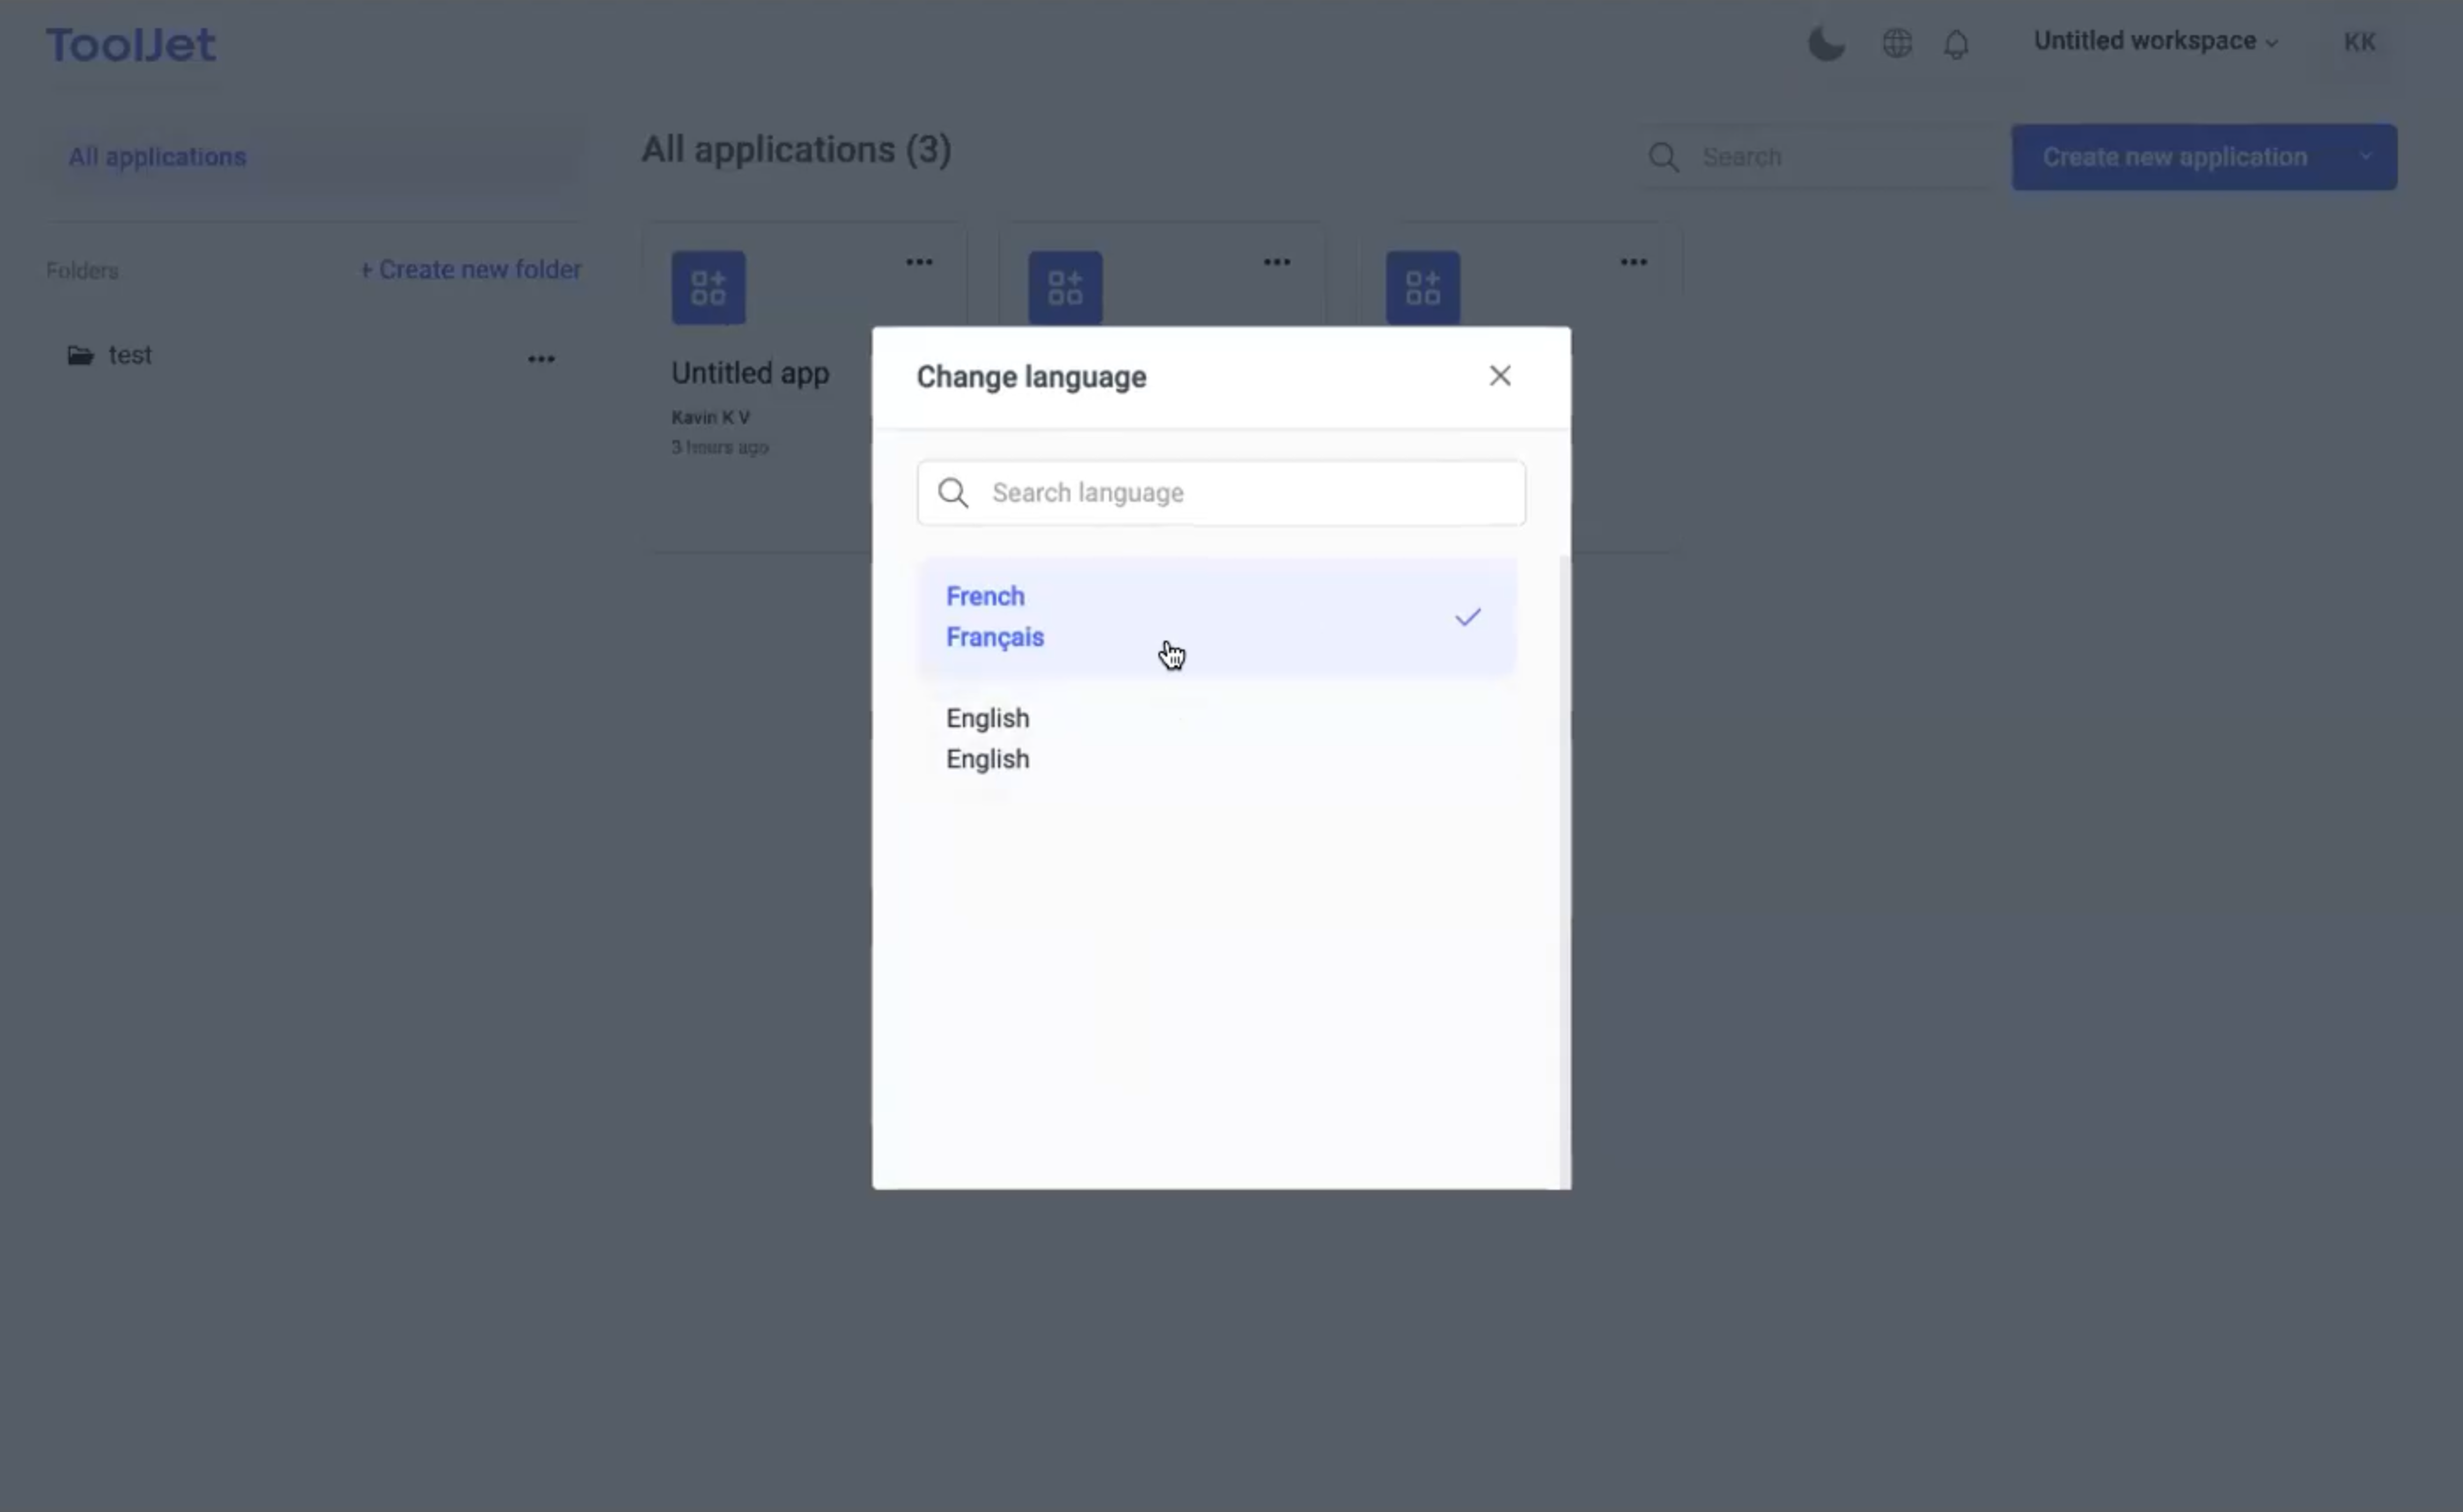 ToolJet
Untitled workspace
KK
All applications
All applications (3)
Search
Create new application
Folders
+ Create new folder
test
Untitled app
Kavin K V
3 hours ago
Change language
Search language
French
Français
English
English